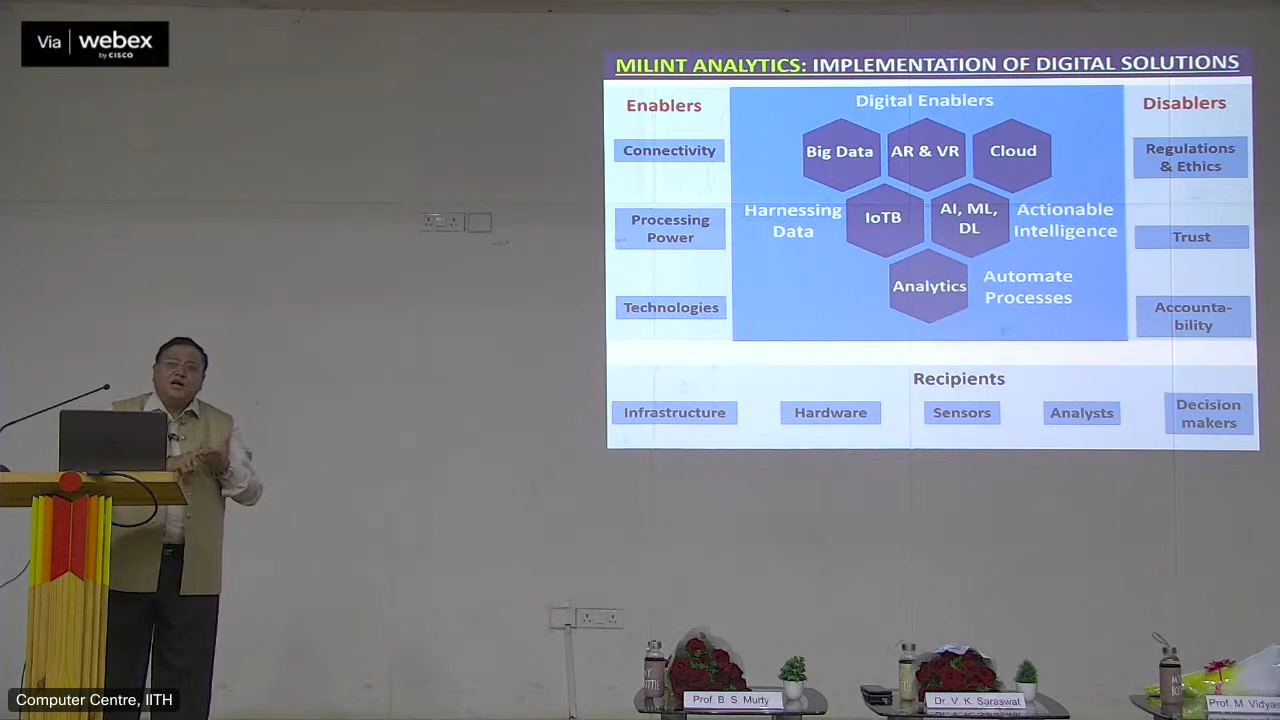 Via webex
by CISCO
MILINT ANALYTICS: IMPLEMENTATION OF DIGITAL SOLUTIONS
Enablers
Connectivity
Processing
Power
Technologies
Digital Enablers
Big Data
AR & VR
Cloud
Harnessing
Data
IoTB
AI, ML,
DL
Actionable
Intelligence
Analytics
Automate
Processes
Disablers
Regulations
& Ethics
Trust
Accounta-
bility
Recipients
Infrastructure
Hardware
Sensors
Analysts
Decision
makers
Prof B. S. Murty
Dr. V. K. Saraswat
Prof. M.
Computer Centre, IITH